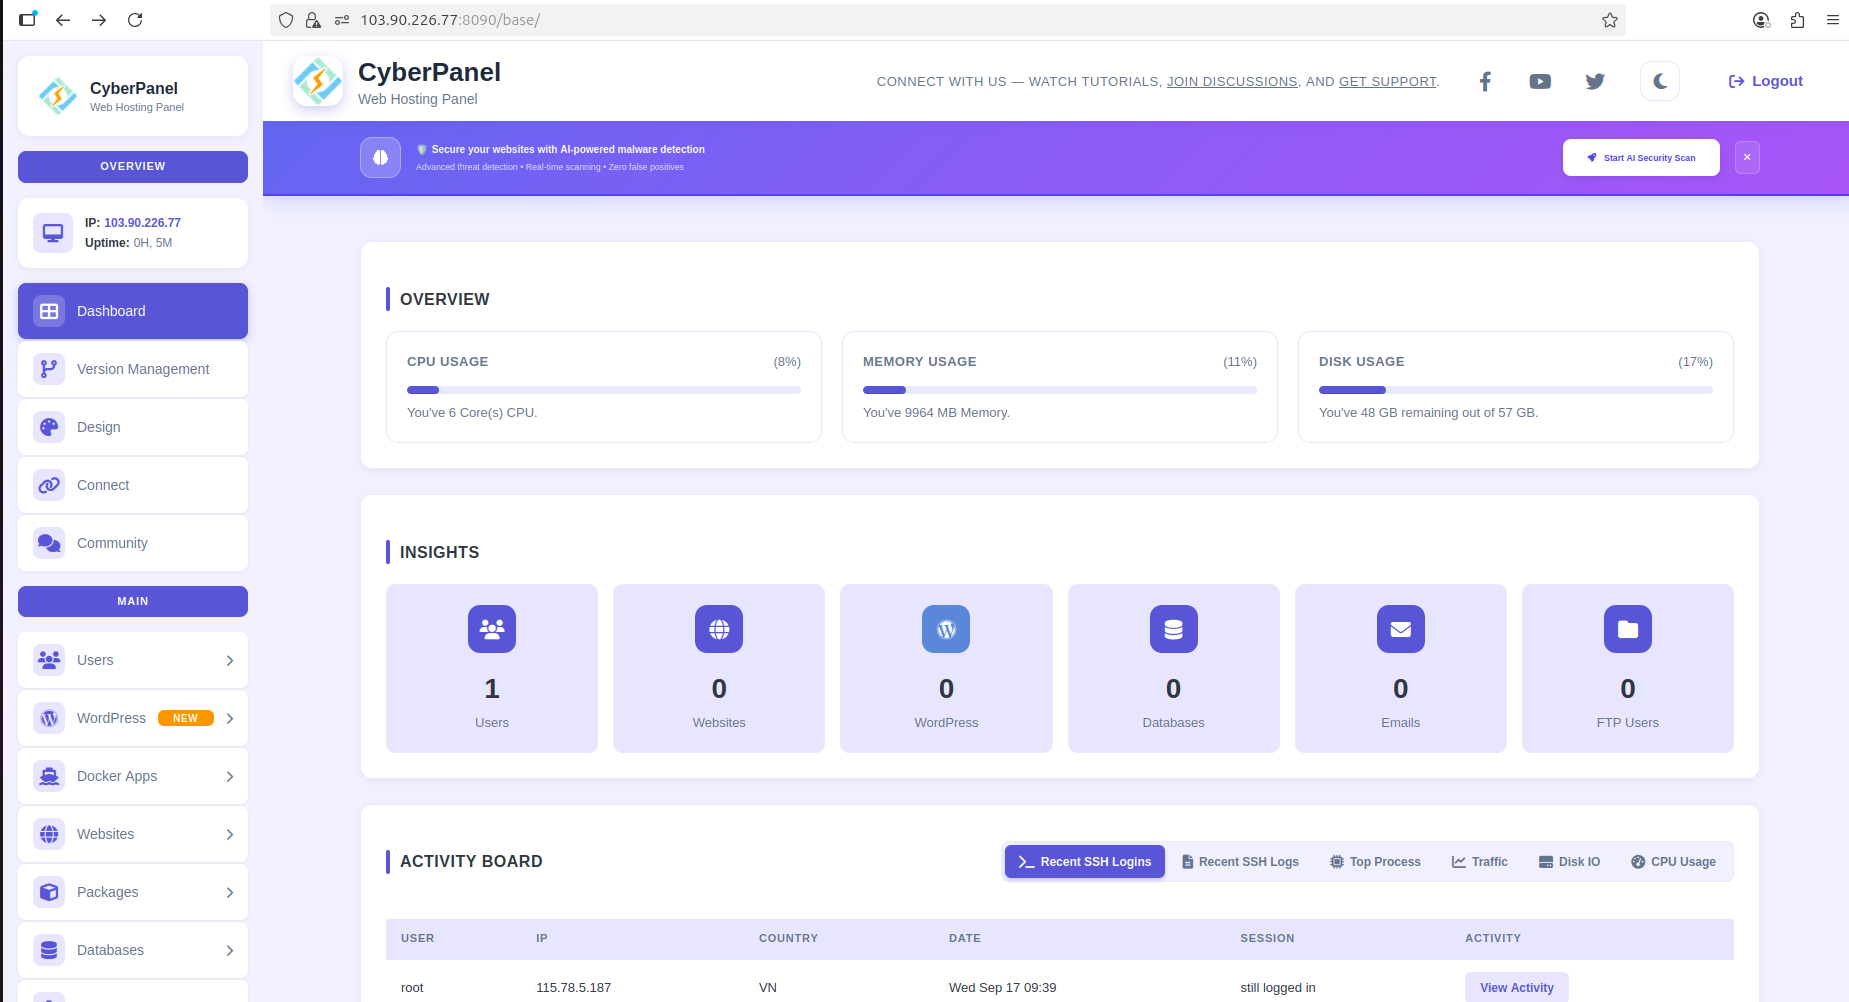 103.90.226.77:8090/base/
CyberPanel
Web Hosting Panel
OVERVIEW
IP: 103.90.226.77
Uptime: 0H, 5M
Dashboard
Version Management
Design
Connect
Community
MAIN
Users
WordPress NEW
Docker Apps
Websites
Packages
Databases
CyberPanel
Web Hosting Panel
CONNECT WITH US — WATCH TUTORIALS, JOIN DISCUSSIONS, AND GET SUPPORT.
Logout
Secure your websites with AI-powered malware detection
Advanced threat detection • Real-time scanning • Zero false positives
Start AI Security Scan
OVERVIEW
CPU USAGE (8%)
You've 6 Core(s) CPU.
MEMORY USAGE (11%)
You've 9964 MB Memory.
DISK USAGE (17%)
You've 48 GB remaining out of 57 GB.
INSIGHTS
1
Users
0
Websites
0
WordPress
0
Databases
0
Emails
0
FTP Users
ACTIVITY BOARD
Recent SSH Logins
Recent SSH Logs
Top Process
Traffic
Disk IO
CPU Usage
USER IP COUNTRY DATE SESSION ACTIVITY
root 115.78.5.187 VN Wed Sep 17 09:39 still logged in View Activity